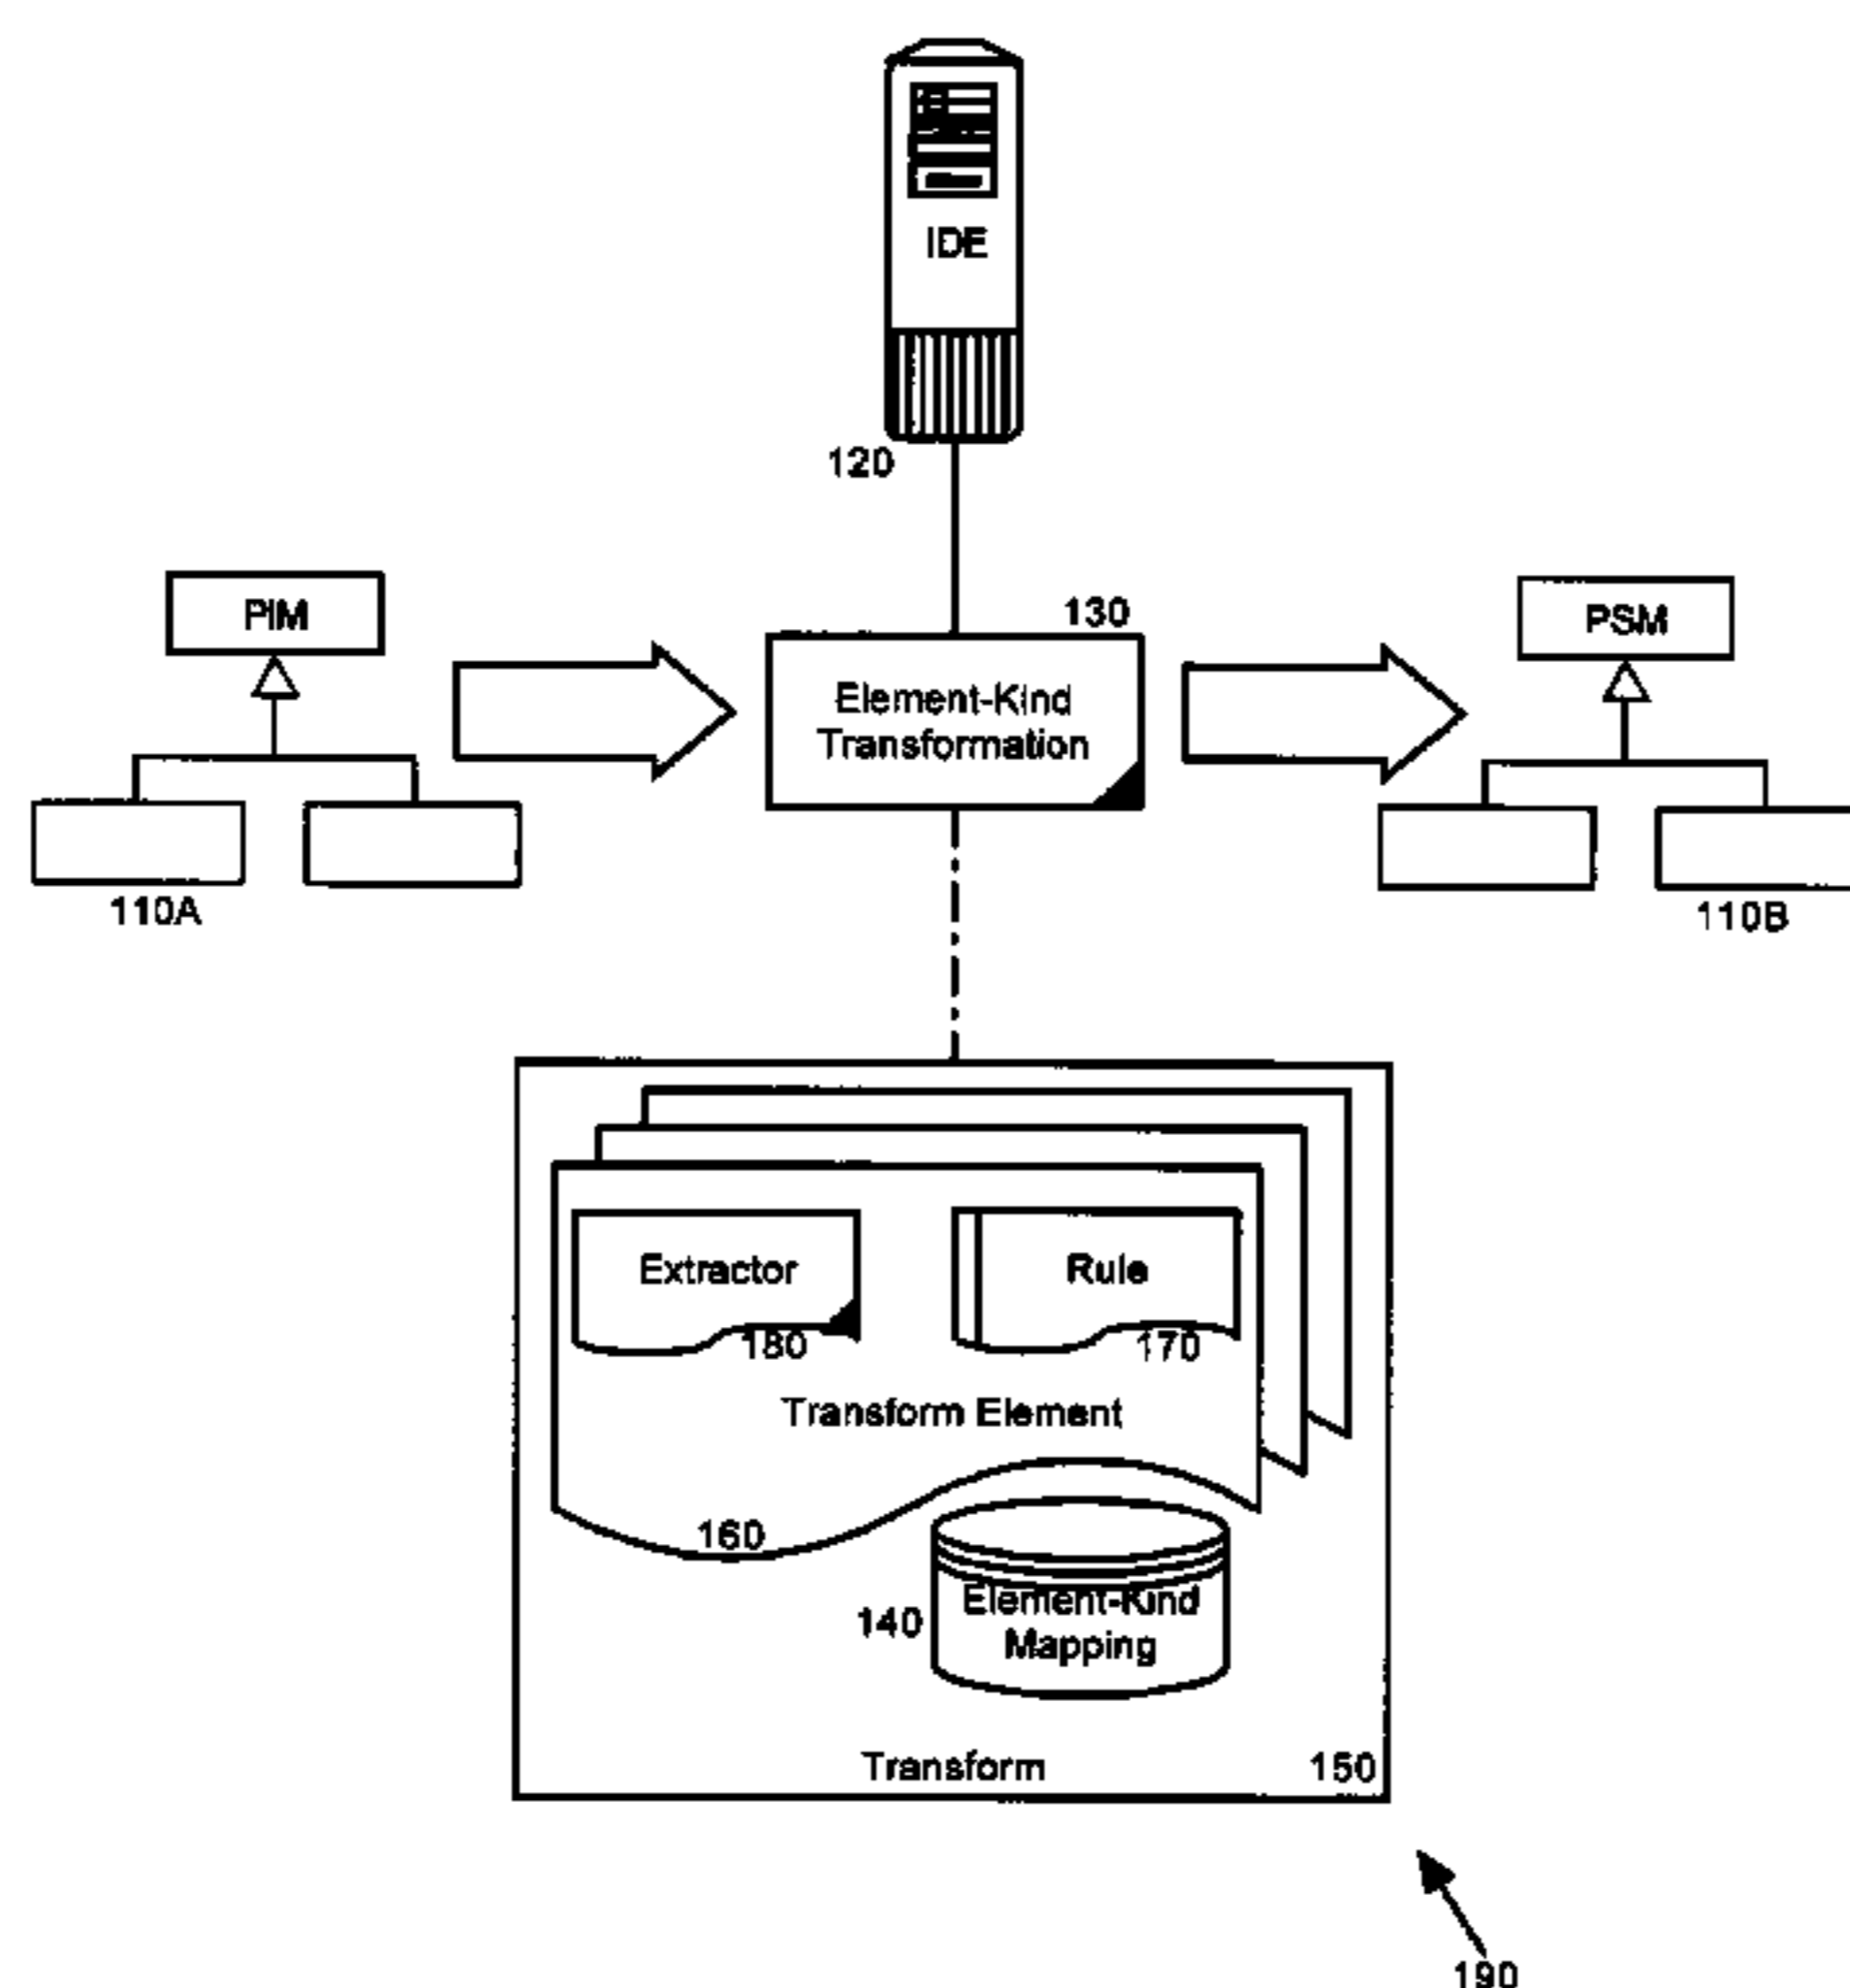 IDE
120
PIM
130
PSM
Element-Kind
Transformation
110A
110B
Extractor
Rule
180
170
Transform Element
160
140
Element-Kind
Mapping
Transform
150
190